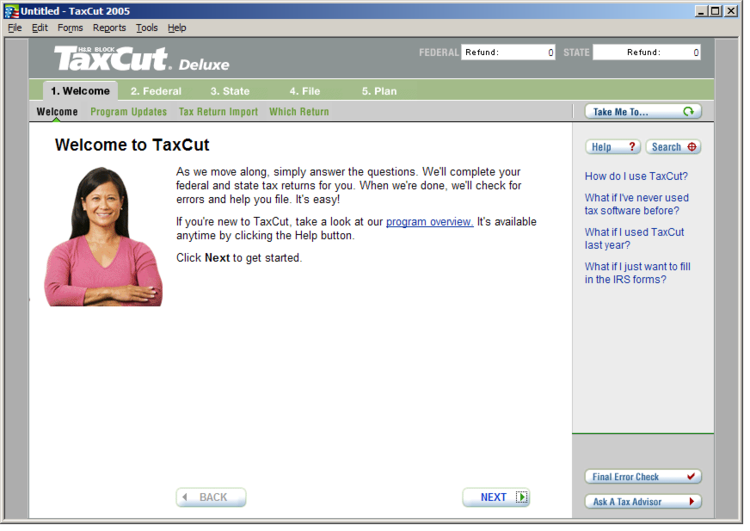 Untitled - TaxCut 2005
File Edit Forms Reports Tools Help
H&R BLOCK
TaxCut. Deluxe
FEDERAL Refund: 0 STATE Refund: 0
1. Welcome 2. Federal 3. State 4. File 5. Plan
Welcome Program Updates Tax Return Import Which Return
Take Me To...
Welcome to TaxCut
As we move along, simply answer the questions. We'll complete your
federal and state tax returns for you. When we're done, we'll check for
errors and help you file. It's easy!
If you're new to TaxCut, take a look at our program overview. It's available
anytime by clicking the Help button.
Click Next to get started.
Help ? Search
How do I use TaxCut?
What if I've never used
tax software before?
What if I used TaxCut
last year?
What if I just want to fill
in the IRS forms?
BACK
NEXT
Final Error Check
Ask A Tax Advisor